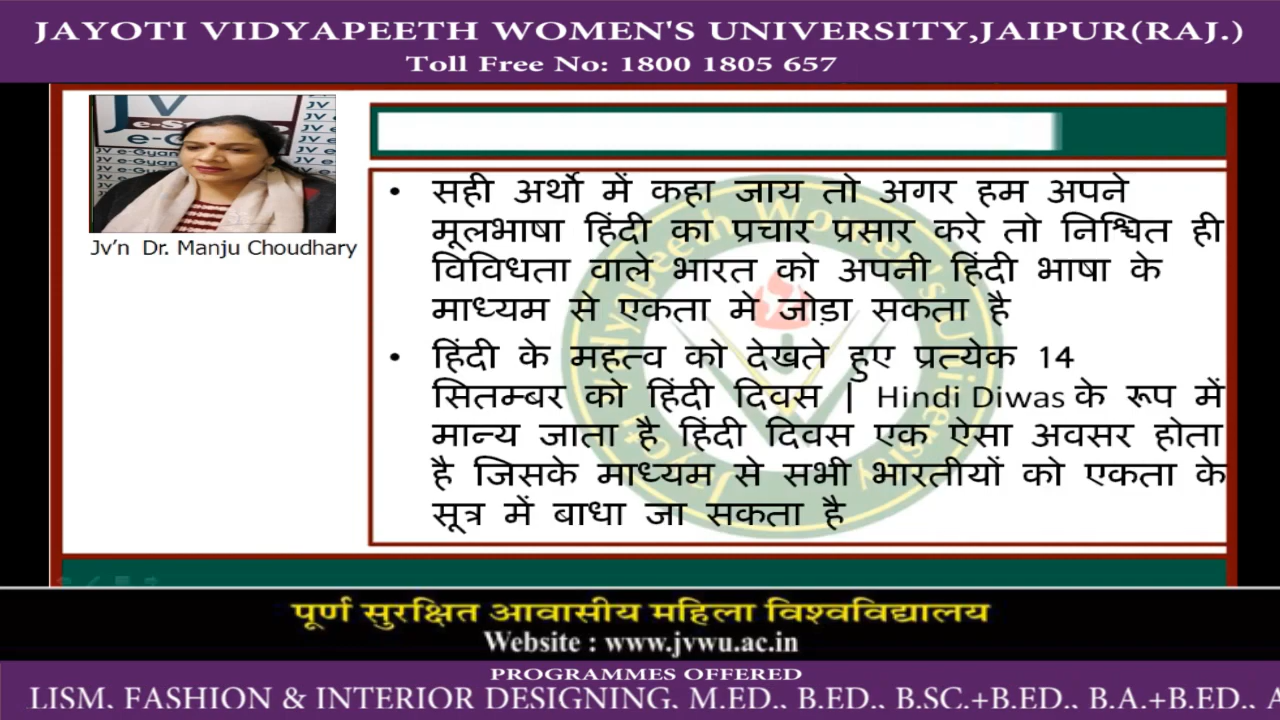 JAYOTI VIDYAPEETH WOMEN'S UNIVERSITY,JAIPUR(RAJ.)
Toll Free No: 1800 1805 657
Jv'n Dr. Manju Choudhary
• सही अर्थो में कहा जाय तो अगर हम अपने
मूलभाषा हिंदी का प्रचार प्रसार करे तो निश्चित ही
विविधता वाले भारत को अपनी हिंदी भाषा के
माध्यम से एकता मे जोड़ा सकता है
• हिंदी के महत्व को देखते हुए प्रत्येक 14
सितम्बर को हिंदी दिवस | Hindi Diwas के रूप में
मान्य जाता है हिंदी दिवस एक ऐसा अवसर होता
है जिसके माध्यम से सभी भारतीयों को एकता के
सूत्र में बाधा जा सकता है
पूर्ण सुरक्षित आवासीय महिला विश्वविद्यालय
Website : www.jvwu.ac.in
PROGRAMMES OFFERED
LISM, FASHION & INTERIOR DESIGNING, M.ED., B.ED., B.SC.+B.ED., B.A.+B.ED., A